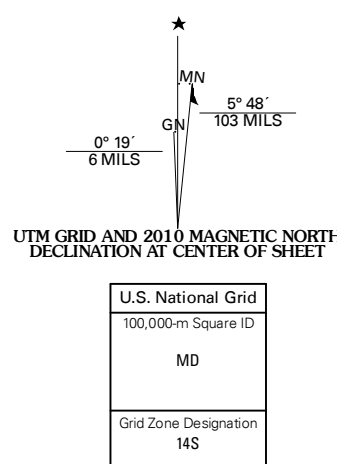 MN
5° 48´
103 MILS
GN
0° 19´
6 MILS
UTM GRID AND 2010 MAGNETIC NORTH
DECLINATION AT CENTER OF SHEET
U.S. National Grid
100,000-m Square ID
MD
Grid Zone Designation
14S